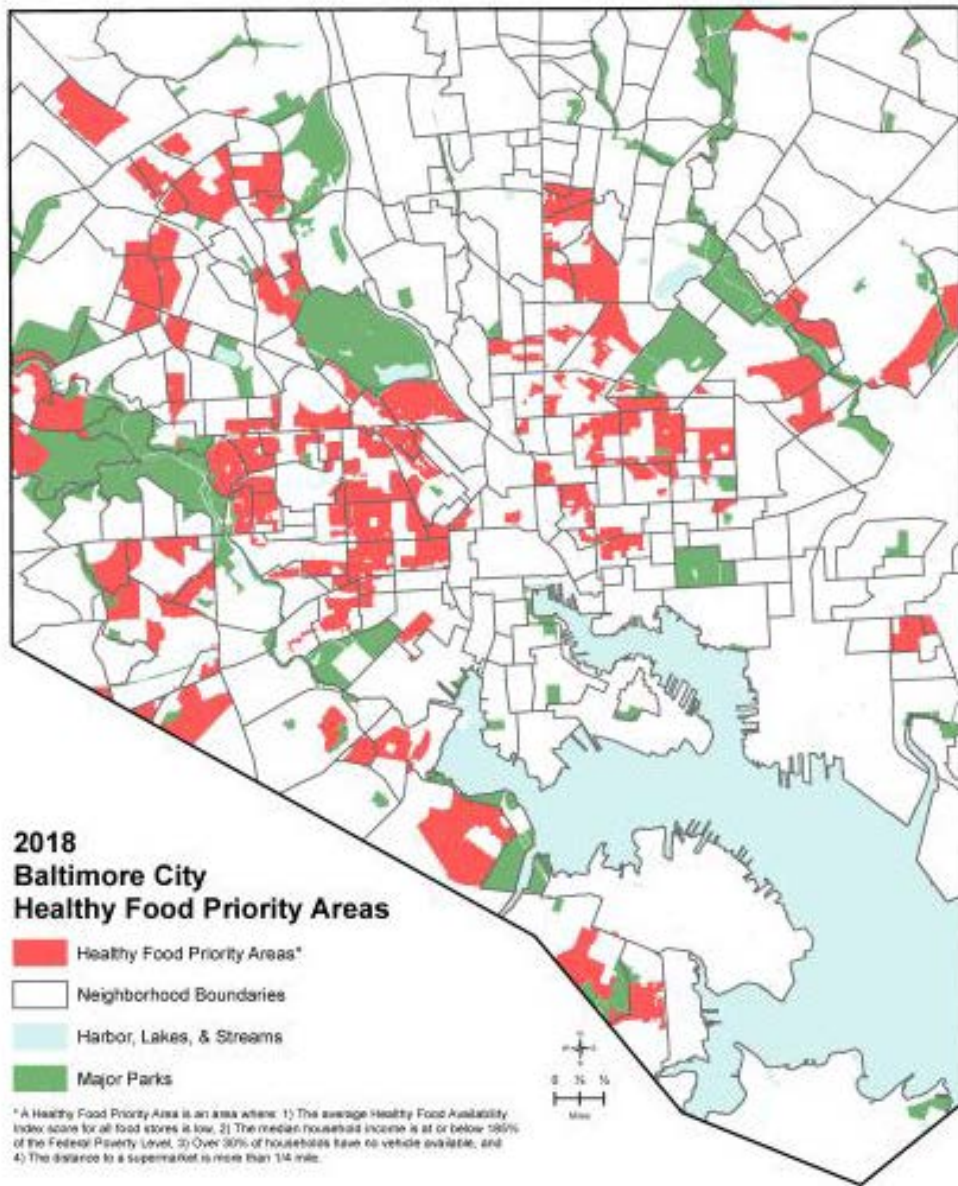 2018
Baltimore City
Healthy Food Priority Areas
Healthy Food Priority Areas*
Neighborhood Boundaries
Harbor, Lakes, & Streams
Major Parks
* A Healthy Food Priority Area is an area where: 1) The average Healthy Food Availability
Index score for all food stores is low, 2) The median household income is at or below 185%
of the Federal Poverty Level, 3) Over 30% of households have no vehicle available, and
4) The distance to a supermarket is more than 1/4 mile.
0
Miles